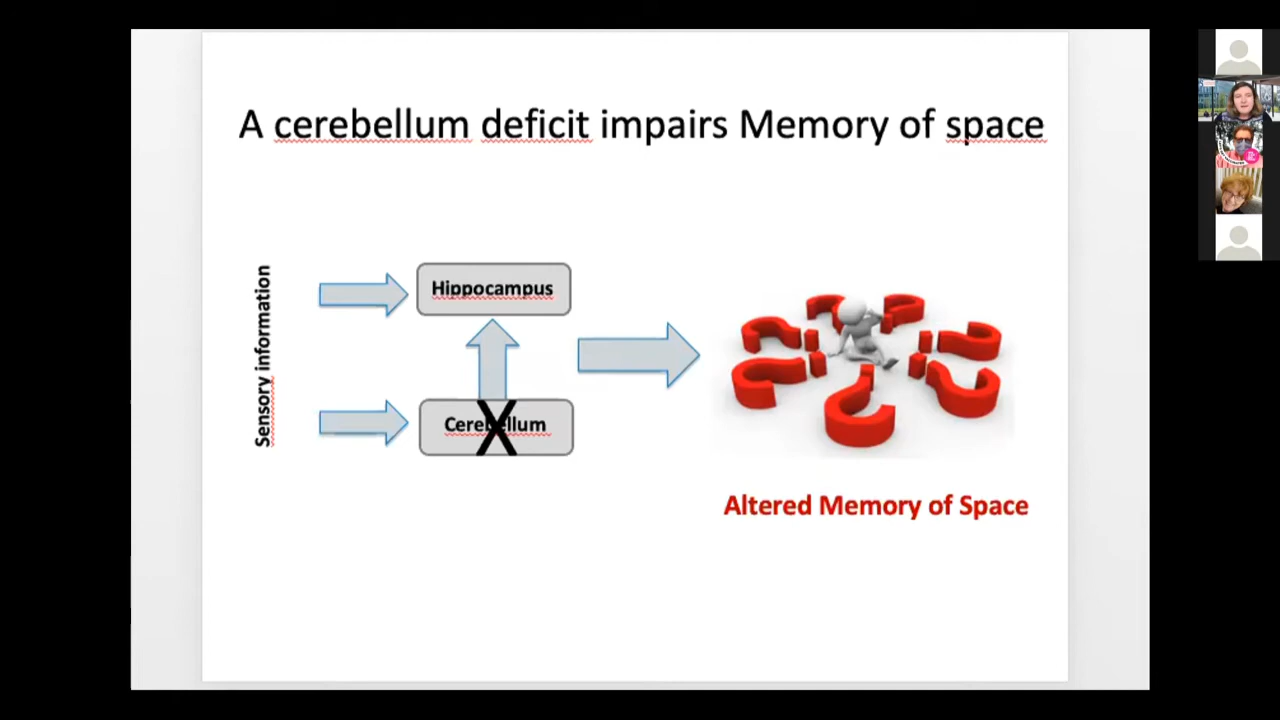 A cerebellum deficit impairs Memory of space
Sensory information
Hippocampus
Cerebellum
Altered Memory of Space